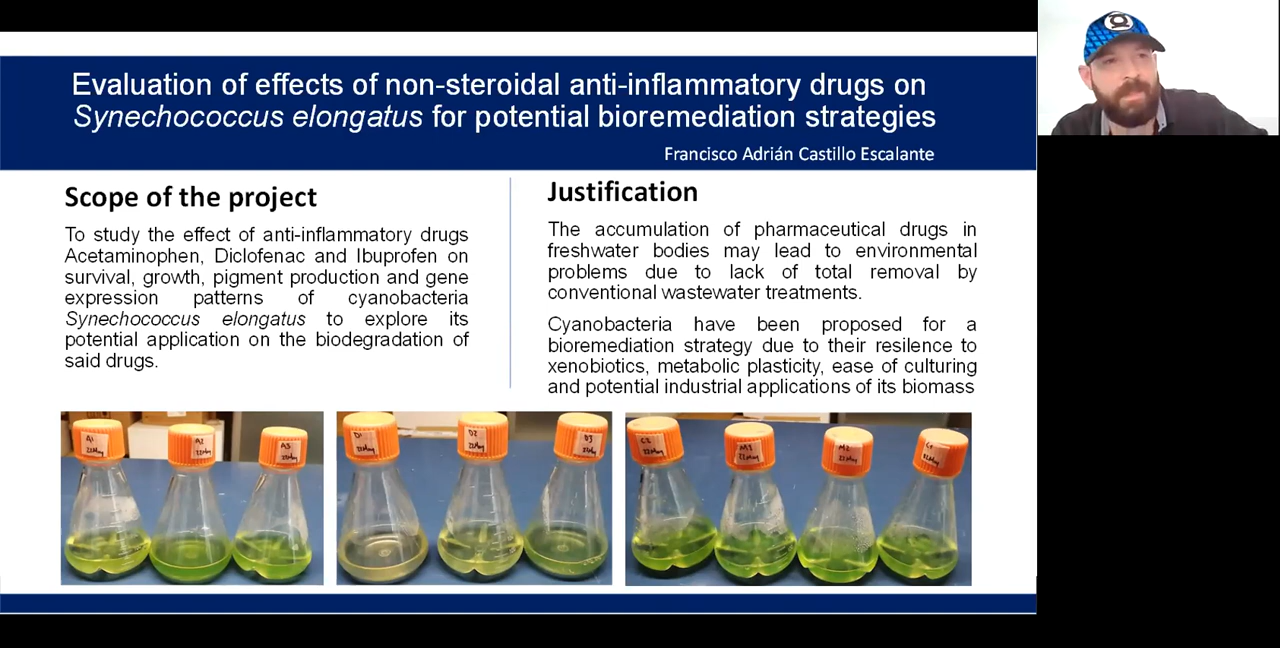 Evaluation of effects of non-steroidal anti-inflammatory drugs on
Synechococcus elongatus for potential bioremediation strategies
Francisco Adrián Castillo Escalante
Scope of the project
To study the effect of anti-inflammatory drugs
Acetaminophen, Diclofenac and Ibuprofen on
survival, growth, pigment production and gene
expression patterns of cyanobacteria
Synechococcus elongatus to explore its
potential application on the biodegradation of
said drugs.
Justification
The accumulation of pharmaceutical drugs in
freshwater bodies may lead to environmental
problems due to lack of total removal by
conventional wastewater treatments.
Cyanobacteria have been proposed for a
bioremediation strategy due to their resilence to
xenobiotics, metabolic plasticity, ease of culturing
and potential industrial applications of its biomass
A1
A2
A3
D1
D2
D3